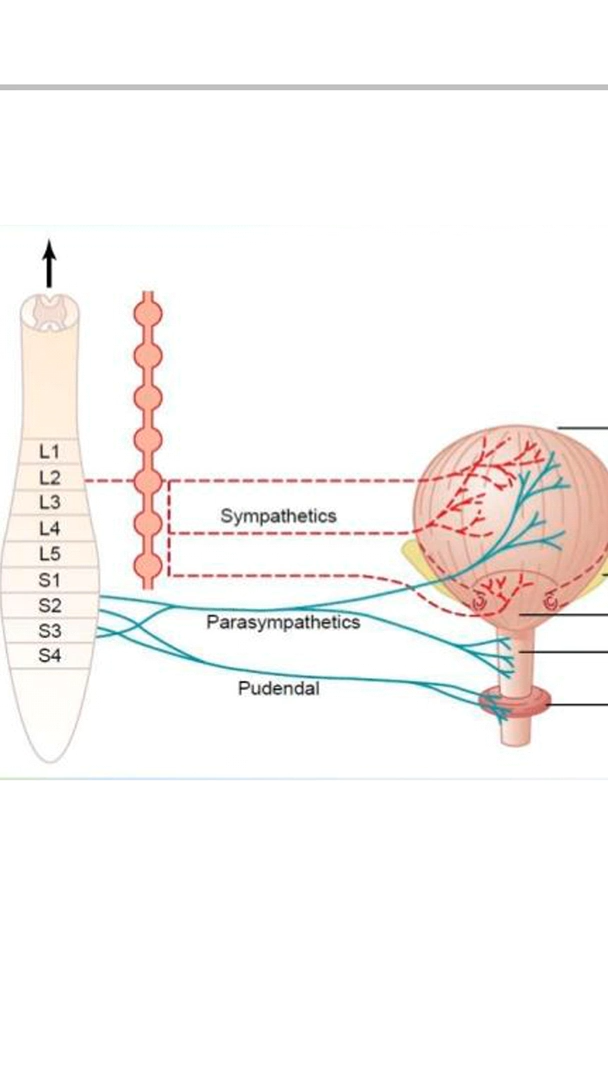 L1
L2
L3
L4
L5
S1
S2
S3
S4
Sympathetics
Parasympathetics
Pudendal